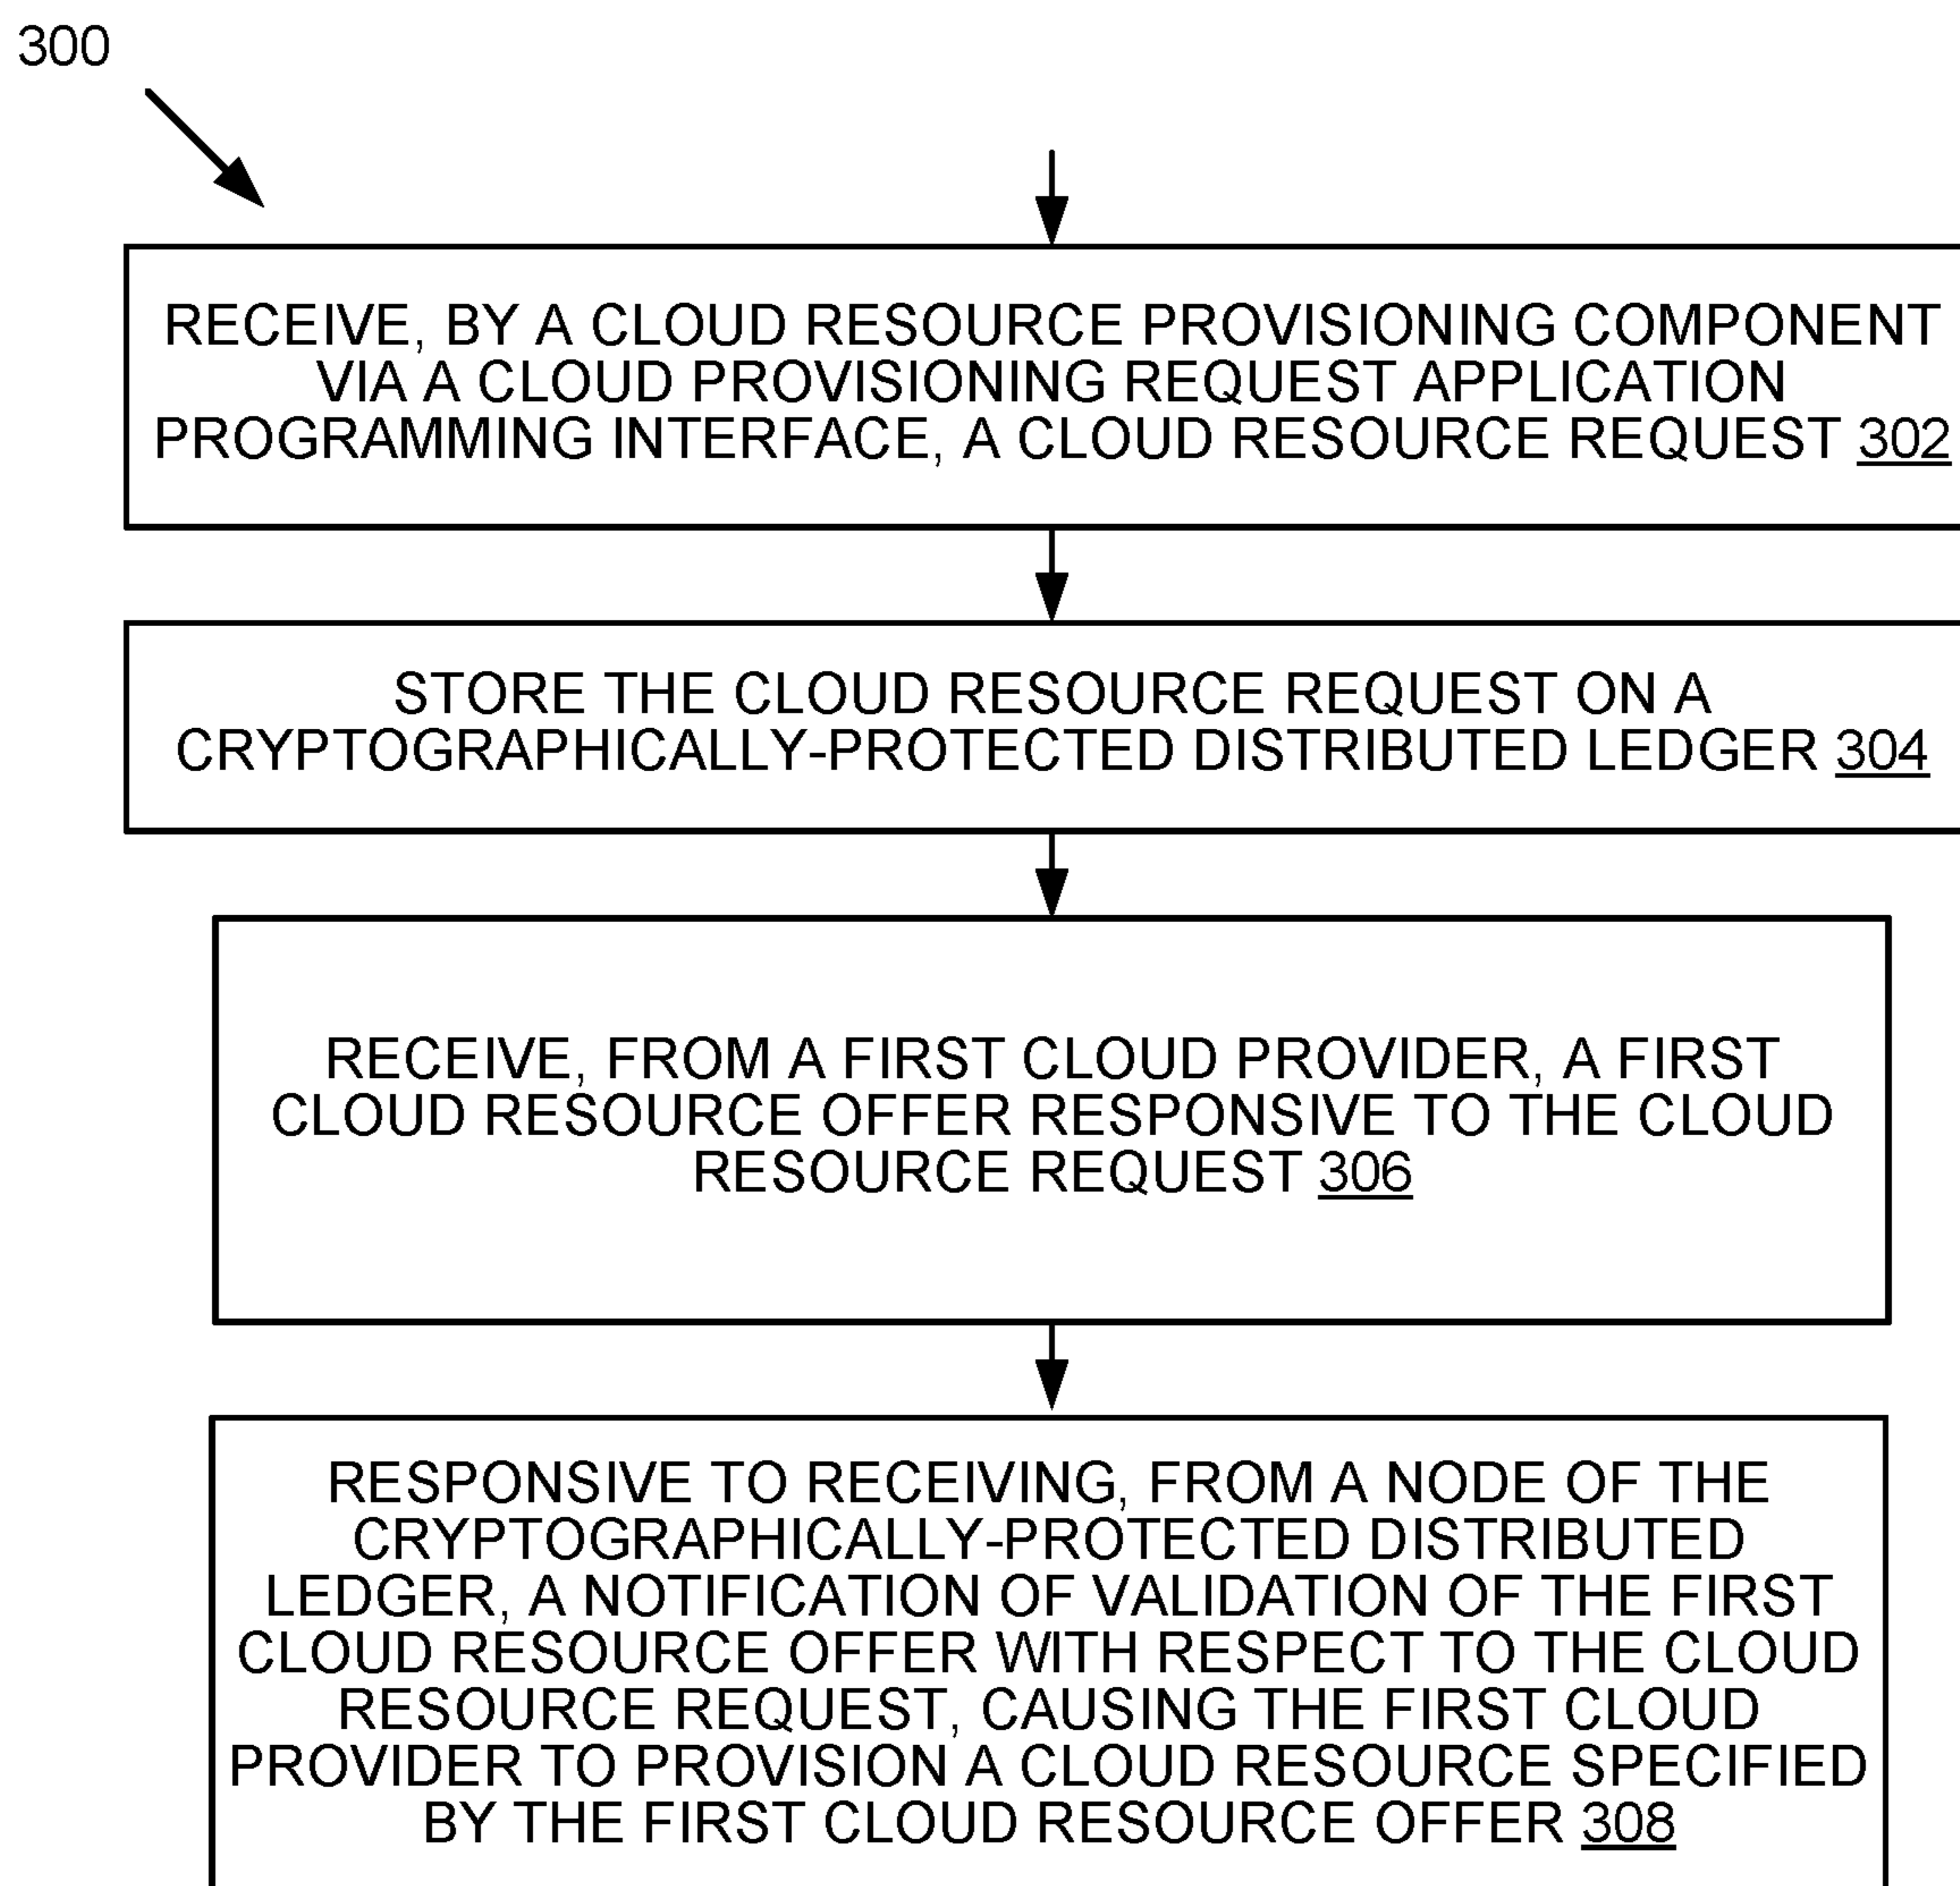 300
RECEIVE, BY A CLOUD RESOURCE PROVISIONING COMPONENT
VIA A CLOUD PROVISIONING REQUEST APPLICATION
PROGRAMMING INTERFACE, A CLOUD RESOURCE REQUEST 302
STORE THE CLOUD RESOURCE REQUEST ON A
CRYPTOGRAPHICALLY-PROTECTED DISTRIBUTED LEDGER 304
RECEIVE, FROM A FIRST CLOUD PROVIDER, A FIRST
CLOUD RESOURCE OFFER RESPONSIVE TO THE CLOUD
RESOURCE REQUEST 306
RESPONSIVE TO RECEIVING, FROM A NODE OF THE
CRYPTOGRAPHICALLY-PROTECTED DISTRIBUTED
LEDGER, A NOTIFICATION OF VALIDATION OF THE FIRST
CLOUD RESOURCE OFFER WITH RESPECT TO THE CLOUD
RESOURCE REQUEST, CAUSING THE FIRST CLOUD
PROVIDER TO PROVISION A CLOUD RESOURCE SPECIFIED
BY THE FIRST CLOUD RESOURCE OFFER 308